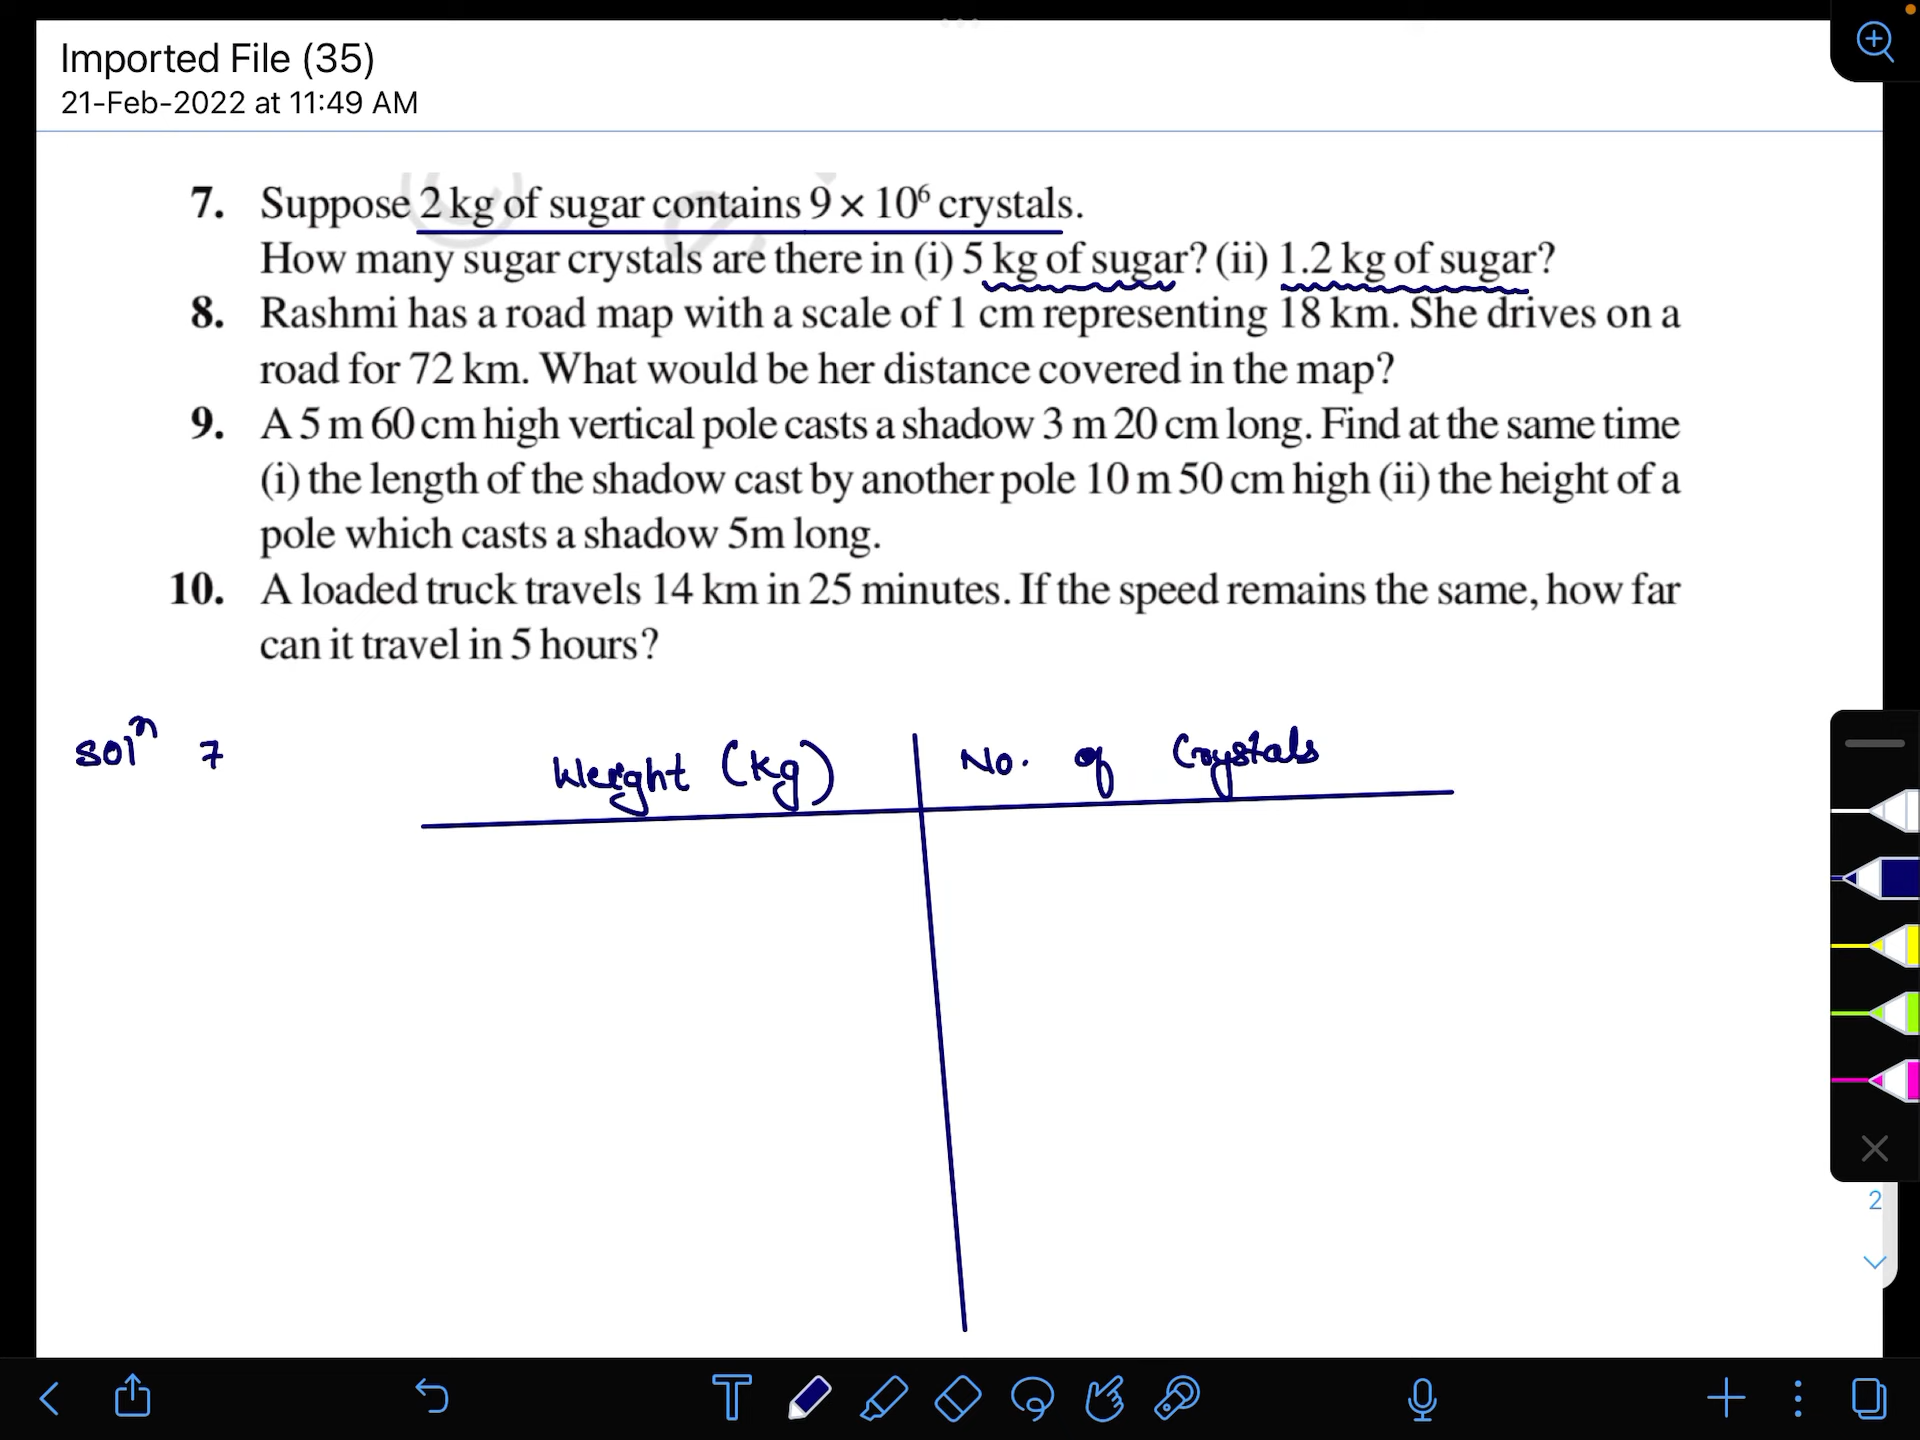 Imported File (35)
21-Feb-2022 at 11:49 AM
7. Suppose 2 kg of sugar contains 9 × 10⁶ crystals.
How many sugar crystals are there in (i) 5 kg of sugar? (ii) 1.2 kg of sugar?
8. Rashmi has a road map with a scale of 1 cm representing 18 km. She drives on a
road for 72 km. What would be her distance covered in the map?
9. A 5 m 60 cm high vertical pole casts a shadow 3 m 20 cm long. Find at the same time
(i) the length of the shadow cast by another pole 10 m 50 cm high (ii) the height of a
pole which casts a shadow 5m long.
10. A loaded truck travels 14 km in 25 minutes. If the speed remains the same, how far
can it travel in 5 hours?
Solⁿ 7
Weight (kg) No. of Crystals
2
T